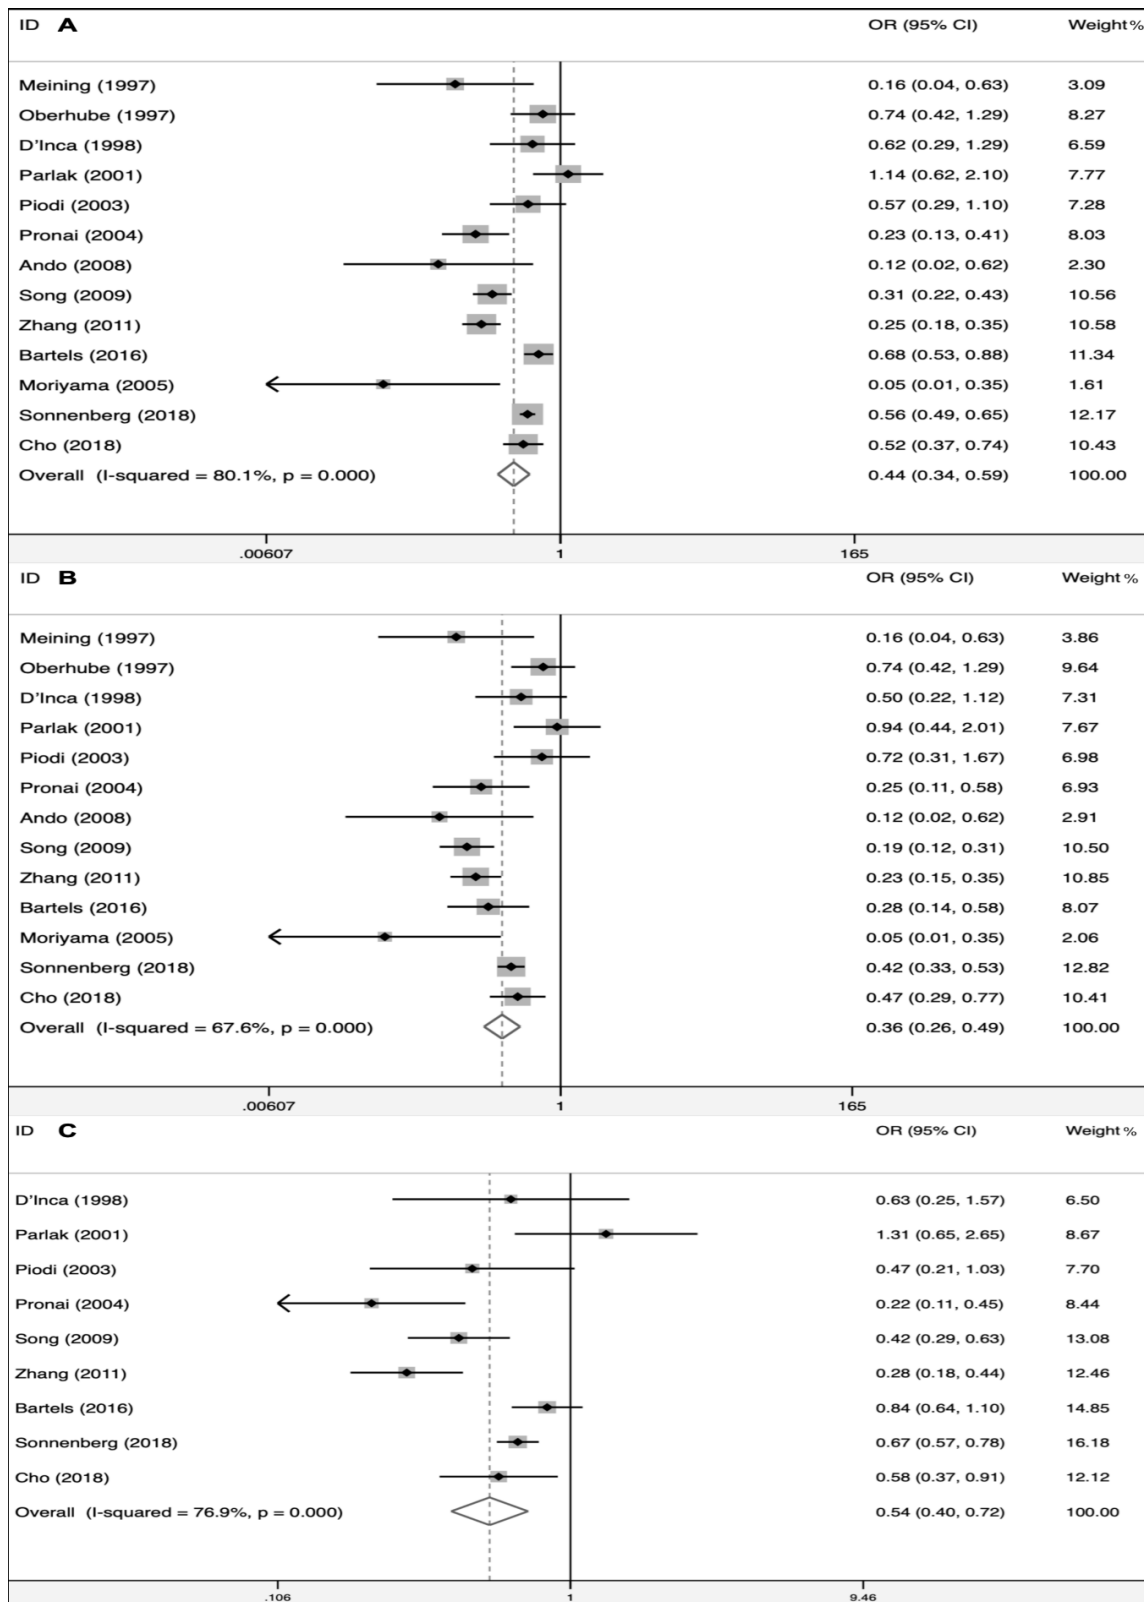 ID A OR (95% CI) Weight %
Meining (1997) 0.16 (0.04, 0.63) 3.09
Oberhube (1997) 0.74 (0.42, 1.29) 8.27
D'Inca (1998) 0.62 (0.29, 1.29) 6.59
Parlak (2001) 1.14 (0.62, 2.10) 7.77
Piodi (2003) 0.57 (0.29, 1.10) 7.28
Pronai (2004) 0.23 (0.13, 0.41) 8.03
Ando (2008) 0.12 (0.02, 0.62) 2.30
Song (2009) 0.31 (0.22, 0.43) 10.56
Zhang (2011) 0.25 (0.18, 0.35) 10.58
Bartels (2016) 0.68 (0.53, 0.88) 11.34
Moriyama (2005) 0.05 (0.01, 0.35) 1.61
Sonnenberg (2018) 0.56 (0.49, 0.65) 12.17
Cho (2018) 0.52 (0.37, 0.74) 10.43
Overall (I-squared = 80.1%, p = 0.000) 0.44 (0.34, 0.59) 100.00
.00607 1 165
ID B OR (95% CI) Weight %
Meining (1997) 0.16 (0.04, 0.63) 3.86
Oberhube (1997) 0.74 (0.42, 1.29) 9.64
D'Inca (1998) 0.50 (0.22, 1.12) 7.31
Parlak (2001) 0.94 (0.44, 2.01) 7.67
Piodi (2003) 0.72 (0.31, 1.67) 6.98
Pronai (2004) 0.25 (0.11, 0.58) 6.93
Ando (2008) 0.12 (0.02, 0.62) 2.91
Song (2009) 0.19 (0.12, 0.31) 10.50
Zhang (2011) 0.23 (0.15, 0.35) 10.85
Bartels (2016) 0.28 (0.14, 0.58) 8.07
Moriyama (2005) 0.05 (0.01, 0.35) 2.06
Sonnenberg (2018) 0.42 (0.33, 0.53) 12.82
Cho (2018) 0.47 (0.29, 0.77) 10.41
Overall (I-squared = 67.6%, p = 0.000) 0.36 (0.26, 0.49) 100.00
.00607 1 165
ID C OR (95% CI) Weight %
D'Inca (1998) 0.63 (0.25, 1.57) 6.50
Parlak (2001) 1.31 (0.65, 2.65) 8.67
Piodi (2003) 0.47 (0.21, 1.03) 7.70
Pronai (2004) 0.22 (0.11, 0.45) 8.44
Song (2009) 0.42 (0.29, 0.63) 13.08
Zhang (2011) 0.28 (0.18, 0.44) 12.46
Bartels (2016) 0.84 (0.64, 1.10) 14.85
Sonnenberg (2018) 0.67 (0.57, 0.78) 16.18
Cho (2018) 0.58 (0.37, 0.91) 12.12
Overall (I-squared = 76.9%, p = 0.000) 0.54 (0.40, 0.72) 100.00
.106 1 9.46